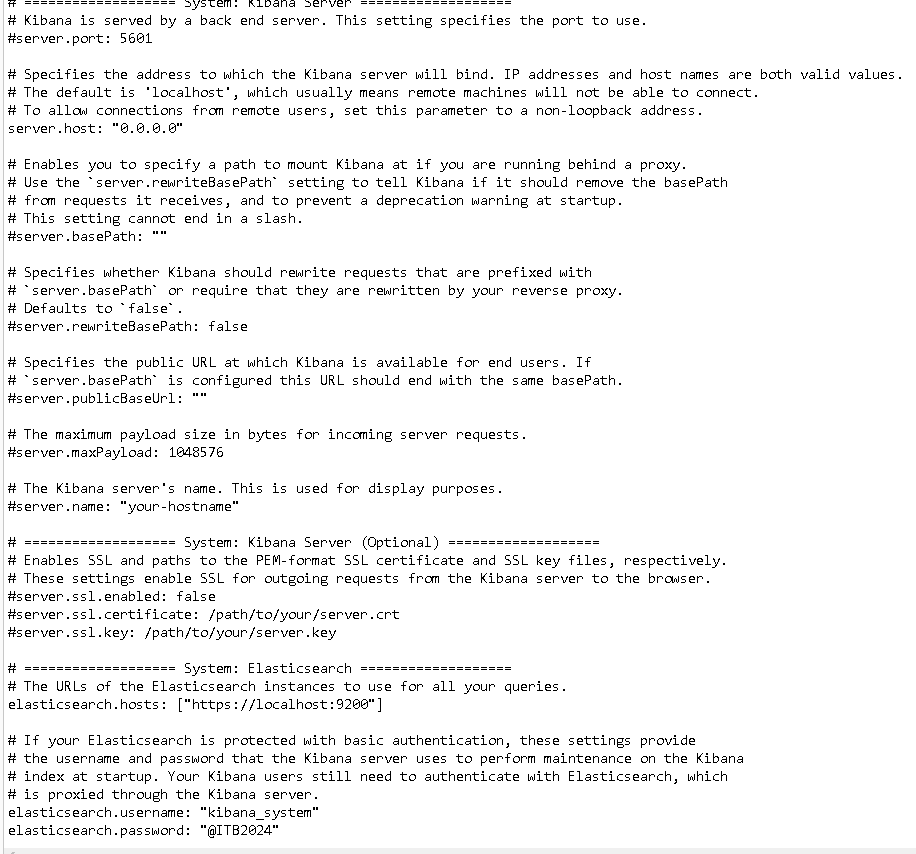 # =================== System: Kibana Server ===================
# Kibana is served by a back end server. This setting specifies the port to use.
#server.port: 5601

# Specifies the address to which the Kibana server will bind. IP addresses and host names are both valid values.
# The default is 'localhost', which usually means remote machines will not be able to connect.
# To allow connections from remote users, set this parameter to a non-loopback address.
server.host: "0.0.0.0"

# Enables you to specify a path to mount Kibana at if you are running behind a proxy.
# Use the `server.rewriteBasePath` setting to tell Kibana if it should remove the basePath
# from requests it receives, and to prevent a deprecation warning at startup.
# This setting cannot end in a slash.
#server.basePath: ""

# Specifies whether Kibana should rewrite requests that are prefixed with
# `server.basePath` or require that they are rewritten by your reverse proxy.
# Defaults to `false`.
#server.rewriteBasePath: false

# Specifies the public URL at which Kibana is available for end users. If
# `server.basePath` is configured this URL should end with the same basePath.
#server.publicBaseUrl: ""

# The maximum payload size in bytes for incoming server requests.
#server.maxPayload: 1048576

# The Kibana server's name. This is used for display purposes.
#server.name: "your-hostname"

# =================== System: Kibana Server (Optional) ===================
# Enables SSL and paths to the PEM-format SSL certificate and SSL key files, respectively.
# These settings enable SSL for outgoing requests from the Kibana server to the browser.
#server.ssl.enabled: false
#server.ssl.certificate: /path/to/your/server.crt
#server.ssl.key: /path/to/your/server.key

# =================== System: Elasticsearch ===================
# The URLs of the Elasticsearch instances to use for all your queries.
elasticsearch.hosts: ["https://localhost:9200"]

# If your Elasticsearch is protected with basic authentication, these settings provide
# the username and password that the Kibana server uses to perform maintenance on the Kibana
# index at startup. Your Kibana users still need to authenticate with Elasticsearch, which
# is proxied through the Kibana server.
elasticsearch.username: "kibana_system"
elasticsearch.password: "@ITB2024"